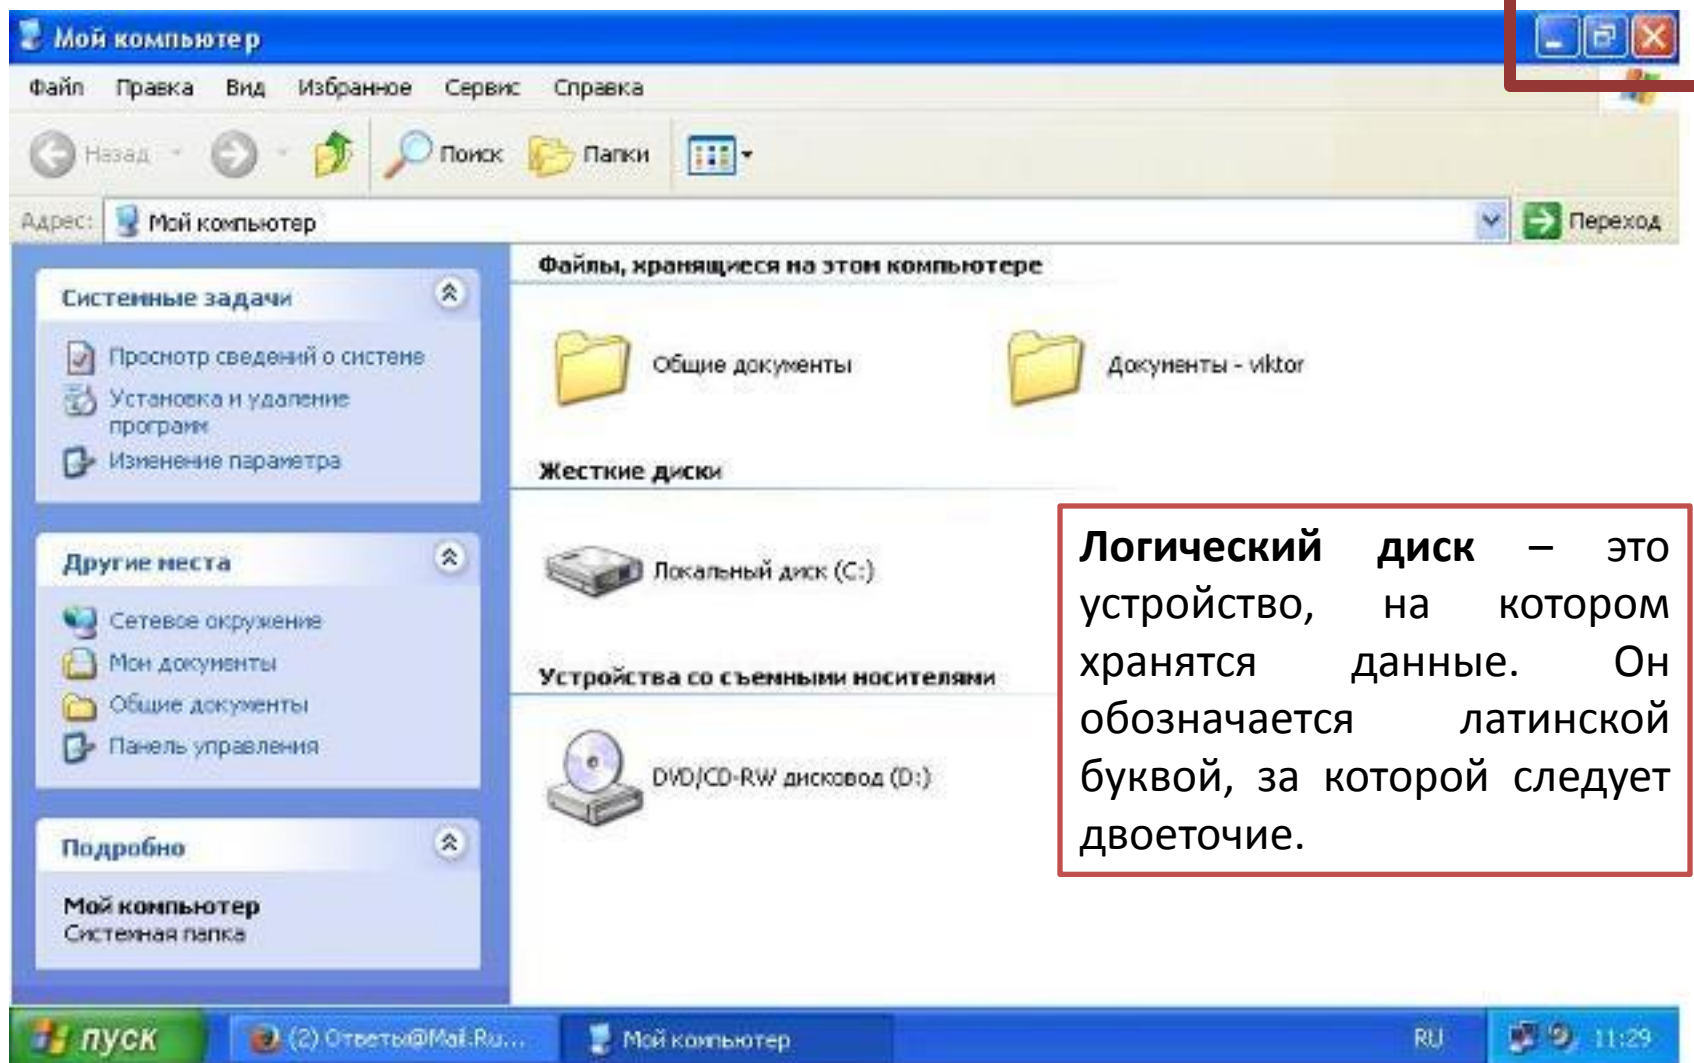 Мой компьютер
Файл Правка Вид Избранное Сервис Справка
Назад Поиск Папки
Адрес: Мой компьютер Переход
Системные задачи
Просмотр сведений о системе
Установка и удаление
программ
Изменение параметра
Другие места
Сетевое окружение
Мои документы
Общие документы
Панель управления
Подробно
Мой компьютер
Системная папка
Файлы, хранящиеся на этом компьютере
Общие документы
Документы - viktor
Жесткие диски
Локальный диск (C:)
Устройства со съемными носителями
DVD/CD-RW дисковод (D:)
Логический диск – это
устройство, на котором
хранятся данные. Он
обозначается латинской
буквой, за которой следует
двоеточие.
пуск (2) Ответы@Mail.Ru... Мой компьютер RU 11:29